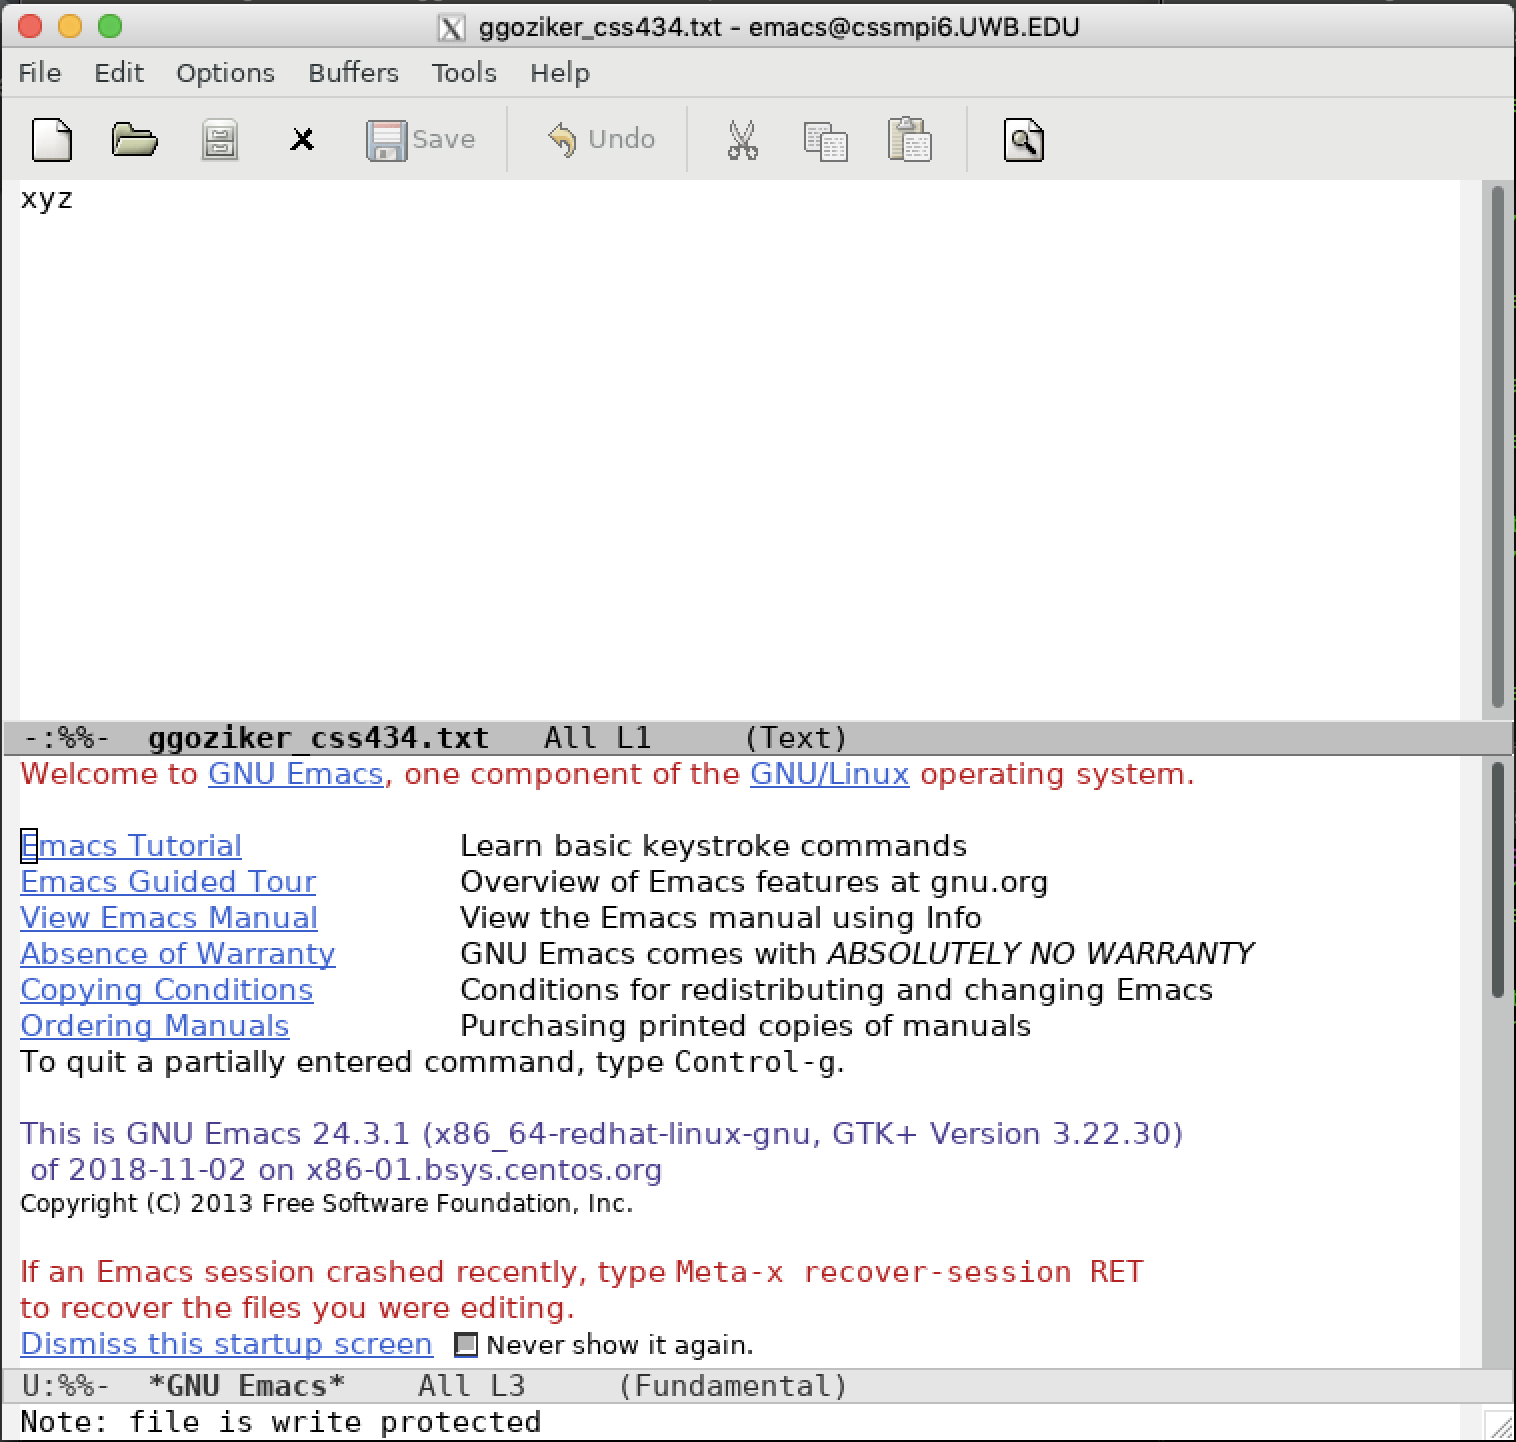 ggoziker_css434.txt - emacs@cssmpi6.UWB.EDU
File Edit Options Buffers Tools Help
Save Undo
xyz
-:%%- ggoziker_css434.txt All L1 (Text)
Welcome to GNU Emacs, one component of the GNU/Linux operating system.
Emacs Tutorial Learn basic keystroke commands
Emacs Guided Tour Overview of Emacs features at gnu.org
View Emacs Manual View the Emacs manual using Info
Absence of Warranty GNU Emacs comes with ABSOLUTELY NO WARRANTY
Copying Conditions Conditions for redistributing and changing Emacs
Ordering Manuals Purchasing printed copies of manuals
To quit a partially entered command, type Control-g.
This is GNU Emacs 24.3.1 (x86_64-redhat-linux-gnu, GTK+ Version 3.22.30)
of 2018-11-02 on x86-01.bsys.centos.org
Copyright (C) 2013 Free Software Foundation, Inc.
If an Emacs session crashed recently, type Meta-x recover-session RET
to recover the files you were editing.
Dismiss this startup screen Never show it again.
U:%%- *GNU Emacs* All L3 (Fundamental)
Note: file is write protected